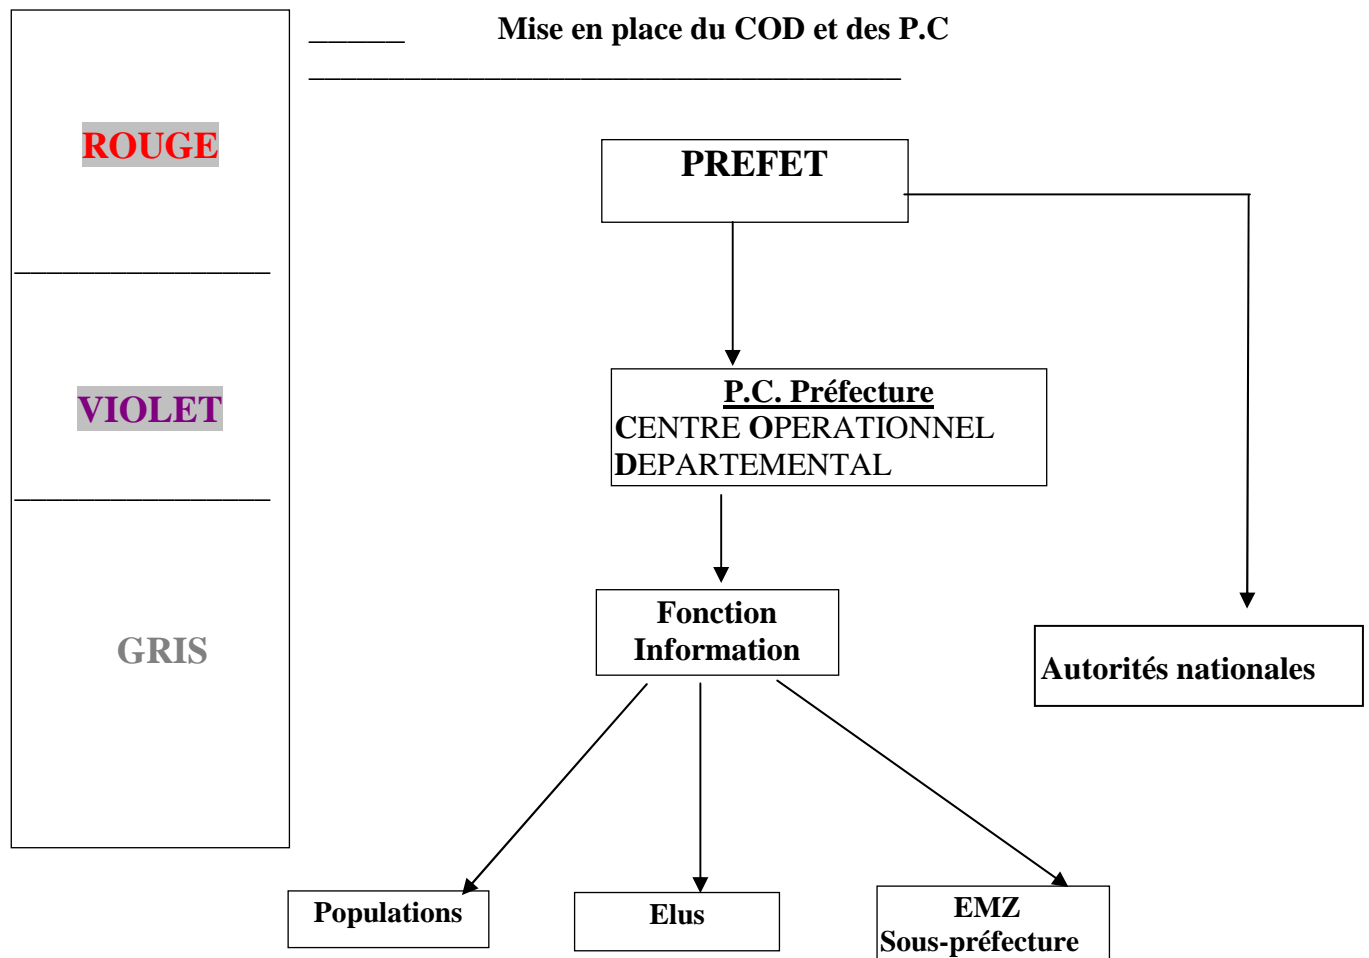 Mise en place du COD et des P.C
ROUGE
VIOLET
GRIS
PREFET
P.C. Préfecture
CENTRE OPERATIONNEL
DEPARTEMENTAL
Fonction
Information
Autorités nationales
Populations
Elus
EMZ
Sous-préfecture